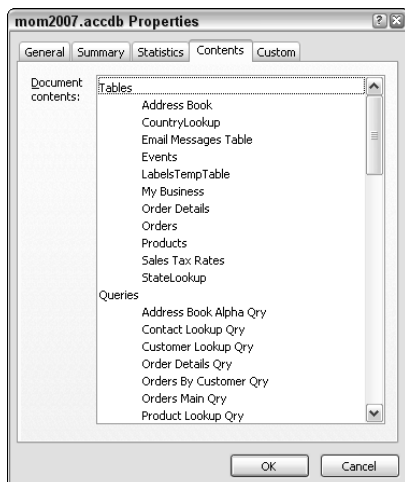 mom2007.accdb Properties
General Summary Statistics Contents Custom
Document contents:
Tables
Address Book
CountryLookup
Email Messages Table
Events
LabelsTempTable
My Business
Order Details
Orders
Products
Sales Tax Rates
StateLookup
Queries
Address Book Alpha Qry
Contact Lookup Qry
Customer Lookup Qry
Order Details Qry
Orders By Customer Qry
Orders Main Qry
Product Lookup Qry
OK Cancel